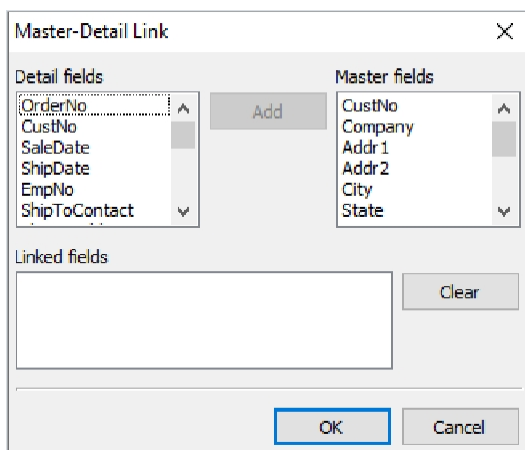 Master-Detail Link
Detail fields
Master fields
OrderNo
CustNo
SaleDate
ShipDate
EmpNo
ShipToContact
Add
CustNo
Company
Addr1
Addr2
City
State
Linked fields
Clear
OK
Cancel